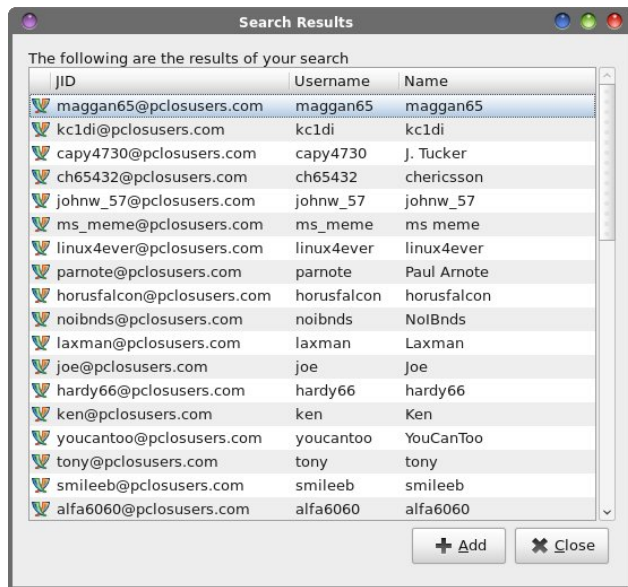 Search Results
The following are the results of your search
JID Username Name
maggan65@pclosusers.com maggan65 maggan65
kc1di@pclosusers.com kc1di kc1di
capy4730@pclosusers.com capy4730 J. Tucker
ch65432@pclosusers.com ch65432 chericsson
johnw_57@pclosusers.com johnw_57 johnw_57
ms_meme@pclosusers.com ms_meme ms meme
linux4ever@pclosusers.com linux4ever linux4ever
parnote@pclosusers.com parnote Paul Arnote
horusfalcon@pclosusers.com horusfalcon horusfalcon
noibnds@pclosusers.com noibnds NoIBnds
laxman@pclosusers.com laxman Laxman
joe@pclosusers.com joe Joe
hardy66@pclosusers.com hardy66 hardy66
ken@pclosusers.com ken Ken
youcantoo@pclosusers.com youcantoo YouCanToo
tony@pclosusers.com tony tony
smileeb@pclosusers.com smileeb smileeb
alfa6060@pclosusers.com alfa6060 alfa6060
Add Close